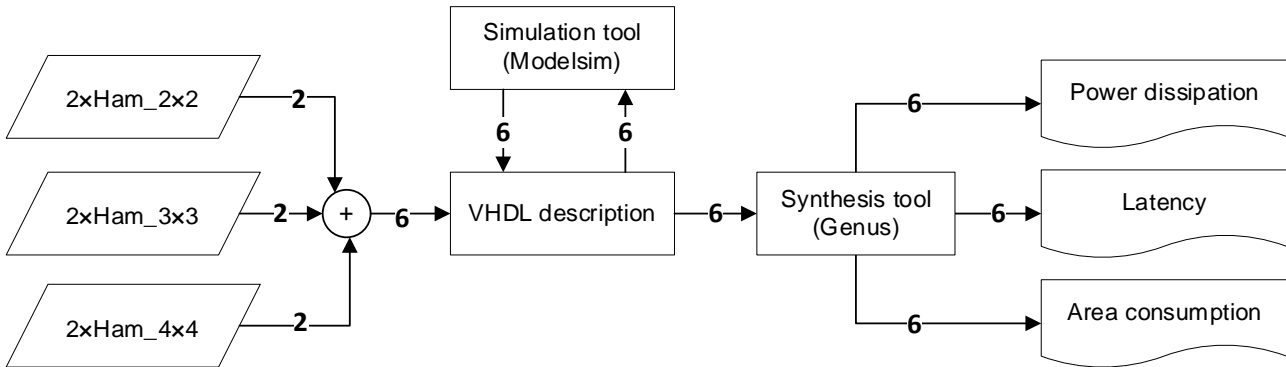 Simulation tool
(Modelsim)
2×Ham_2×2
2
6
6
6
Power dissipation
2×Ham_3×3
2
+
6
VHDL description
6
Synthesis tool
(Genus)
6
Latency
2×Ham_4×4
2
6
Area consumption